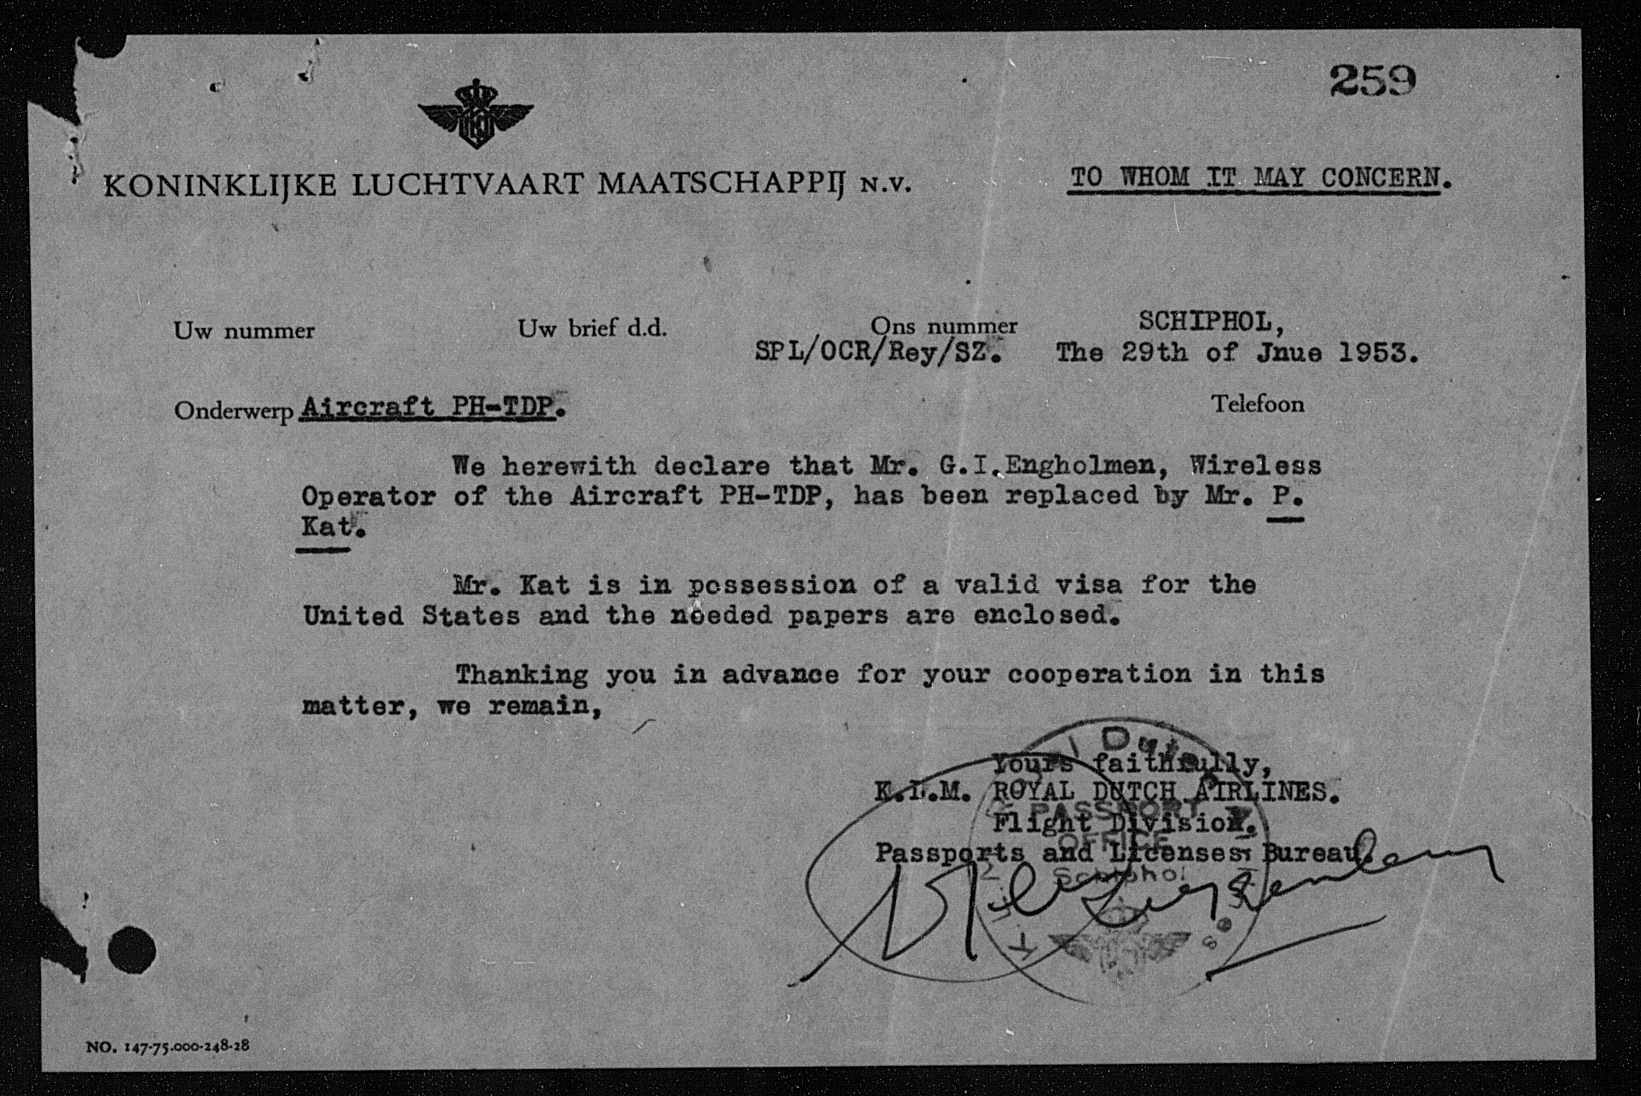 259
KONINKLIJKE LUCHTVAART MAATSCHAPPIJ N.V.
TO WHOM IT MAY CONCERN.
Uw nummer
Uw brief d.d.
Ons nummer
SPL/OCR/Rey/SZ.
SCHIPHOL,
The 29th of Jnue 1953.
Onderwerp Aircraft PH-TDP.
Telefoon
We herewith declare that Mr. G.I.Engholmen, Wireless
Operator of the Aircraft PH-TDP, has been replaced by Mr. P.
Kat.
Mr. Kat is in possession of a valid visa for the
United States and the needed papers are enclosed.
Thanking you in advance for your cooperation in this
matter, we remain,
Yours faithfully,
K.L.M. ROYAL DUTCH AIRLINES.
Flight Division.
Passports and Licenses Bureau.
PASSPORT
OFFICE
Schiphol
NO. 147-75.000-248-28